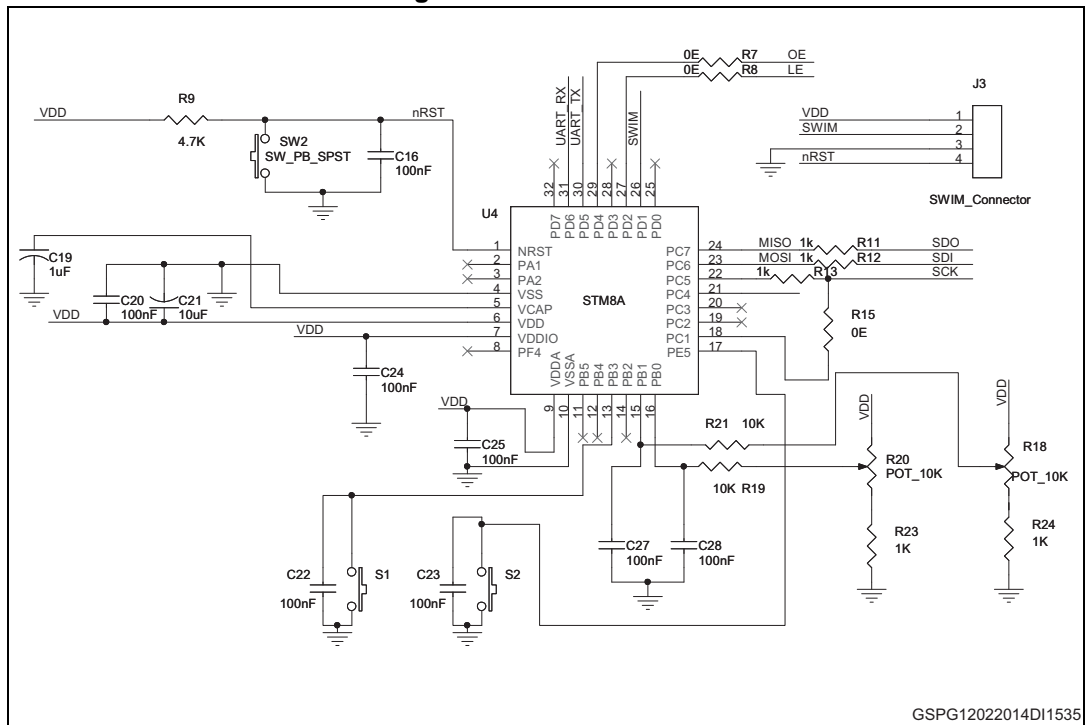 0E R7 OE
0E R8 LE
J3
R9
VDD nRST
4.7K
SW2
SW_PB_SPST
C16
100nF
UART_RX
UART_TX
SWIM
VDD 1
SWIM 2
3
nRST 4
SWIM_Connector
32 31 30 29 28 27 26 25
PD7 PD6 PD5 PD4 PD3 PD2 PD1 PD0
U4
STM8A
1 NRST
2 PA1
3 PA2
4 VSS
5 VCAP
6 VDD
7 VDDIO
8 PF4
PC7 24 MISO 1k R11 SDO
PC6 23 MOSI 1k R12 SDI
PC5 22 1k R13 SCK
PC4 21
PC3 20
PC2 19
PC1 18
PE5 17
C19
1uF
C20
100nF
C21
10uF
VDD
VDD
C24
100nF
R15
0E
VDDA VSSA PB5 PB4 PB3 PB2 PB1 PB0
9 10 11 12 13 14 15 16
VDD
C25
100nF
R21 10K
10K R19
VDD
R20
POT_10K
VDD
R18
POT_10K
R23
1K
R24
1K
C27
100nF
C28
100nF
C22
100nF
S1
C23
100nF
S2
GSPG12022014DI1535